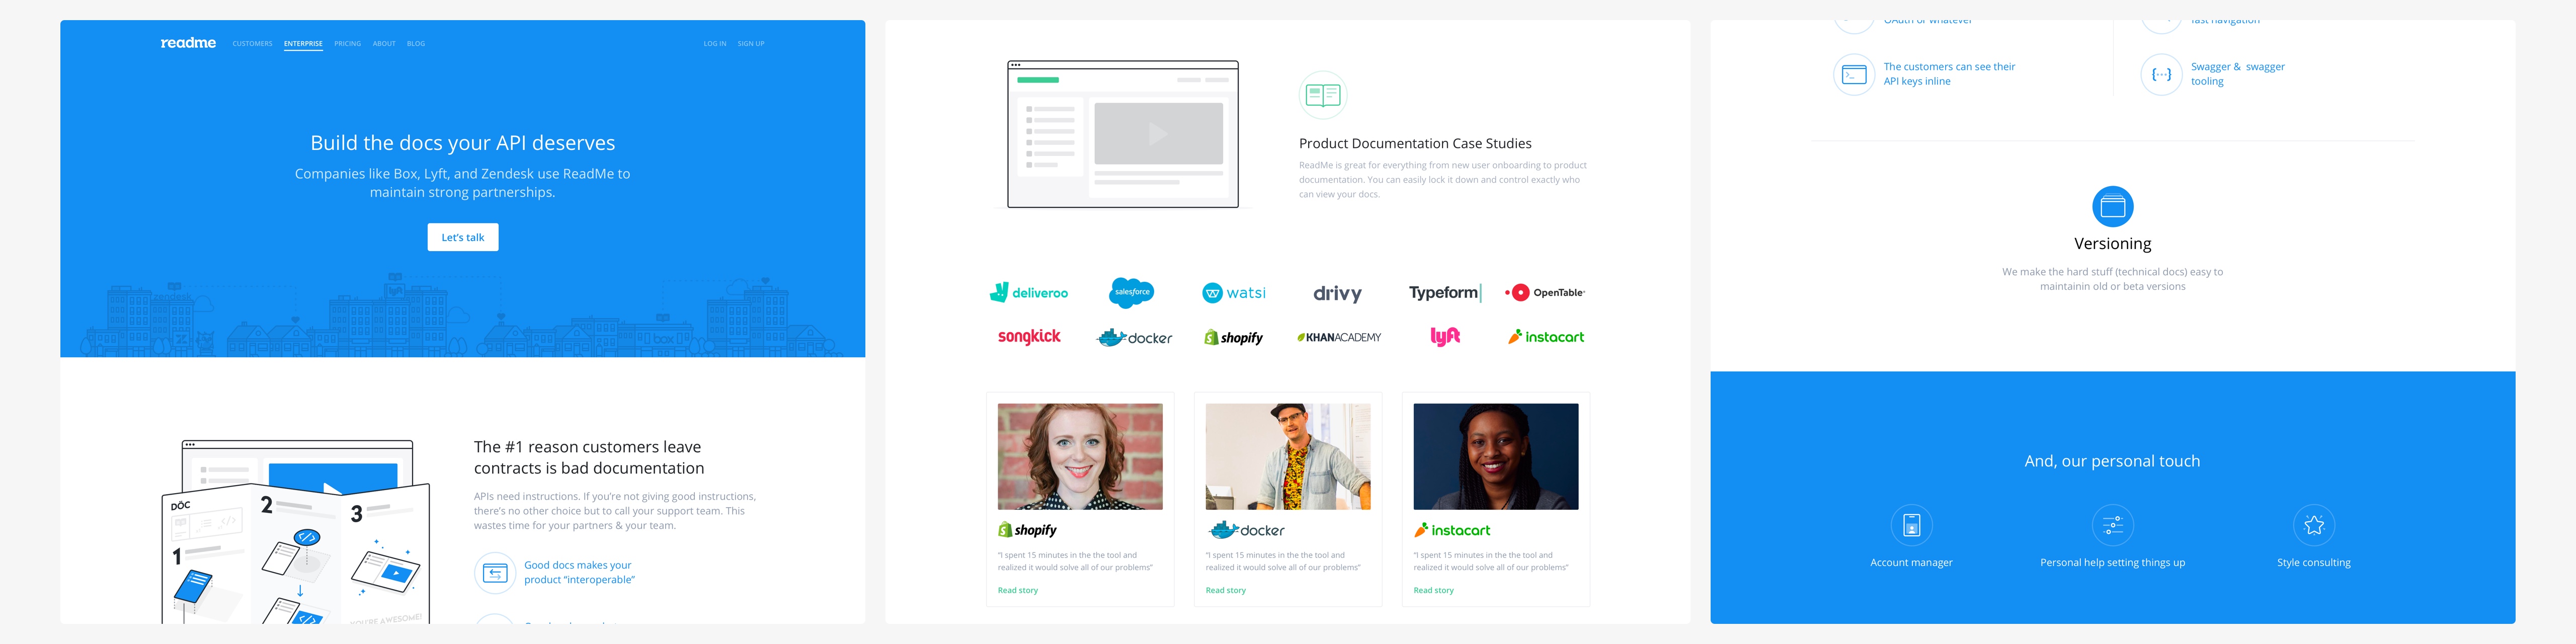 readme
CUSTOMERS
ENTERPRISE
PRICING
ABOUT
BLOG
LOG IN
SIGN UP
Build the docs your API deserves
Companies like Box, Lyft, and Zendesk use ReadMe to
maintain strong partnerships.
Let's talk
box
The #1 reason customers leave
contracts is bad documentation
APIs need instructions. If you're not giving good instructions,
there's no other choice but to call your support team. This
wastes time for your partners & your team.
Good docs makes your
product “interoperable”
DÖC
1
2
3
YOU'RE AWESOME!
Product Documentation Case Studies
ReadMe is great for everything from new user onboarding to product
documentation. You can easily lock it down and control exactly who
can view your docs.
deliveroo
salesforce
watsi
drivy
Typeform
OpenTable
songkick
docker
shopify
KHANACADEMY
lyft
instacart
shopify
“I spent 15 minutes in the the tool and
realized it would solve all of our problems”
Read story
docker
“I spent 15 minutes in the the tool and
realized it would solve all of our problems”
Read story
instacart
“I spent 15 minutes in the the tool and
realized it would solve all of our problems”
Read story
OAuth or whatever
fast navigation
The customers can see their
API keys inline
Swagger & swagger
tooling
Versioning
We make the hard stuff (technical docs) easy to
maintainin old or beta versions
And, our personal touch
Account manager
Personal help setting things up
Style consulting